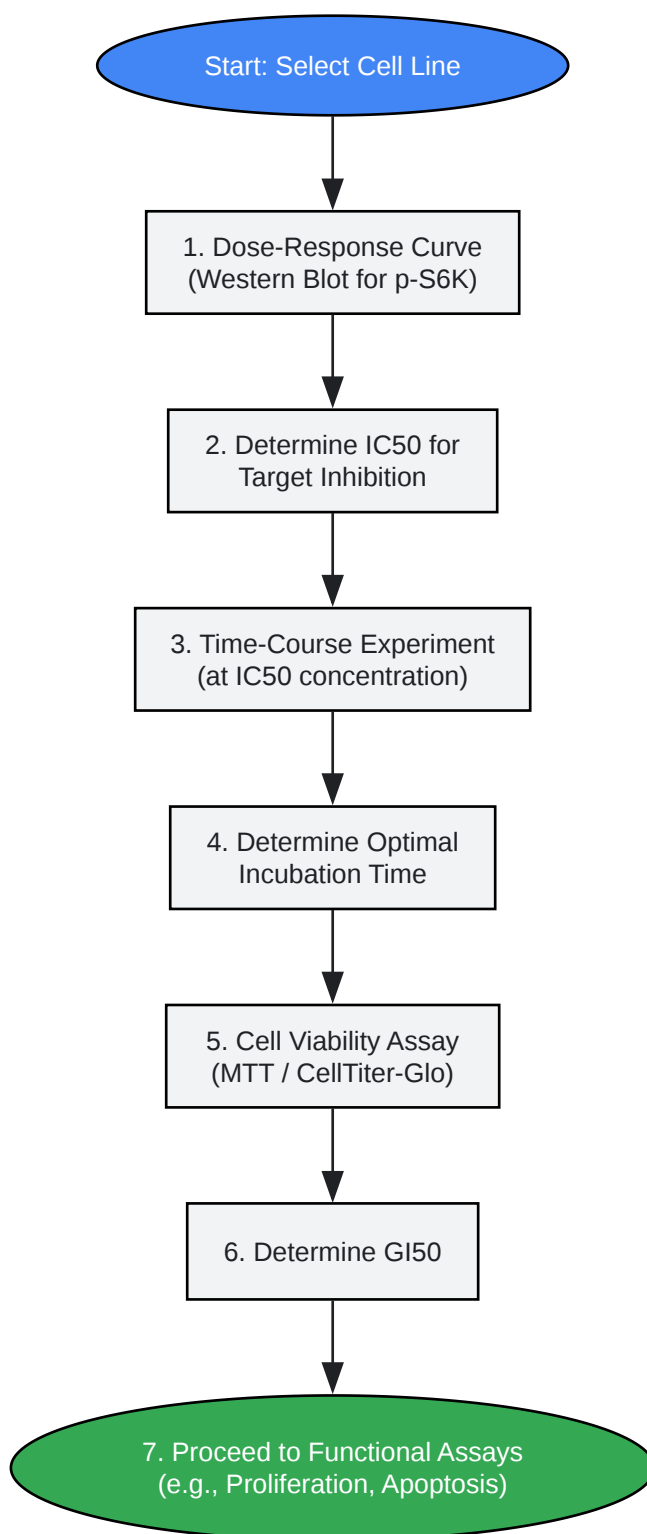 Start: Select Cell Line
1. Dose-Response Curve
(Western Blot for p-S6K)
2. Determine IC50 for
Target Inhibition
3. Time-Course Experiment
(at IC50 concentration)
4. Determine Optimal
Incubation Time
5. Cell Viability Assay
(MTT / CellTiter-Glo)
6. Determine GI50
7. Proceed to Functional Assays
(e.g., Proliferation, Apoptosis)